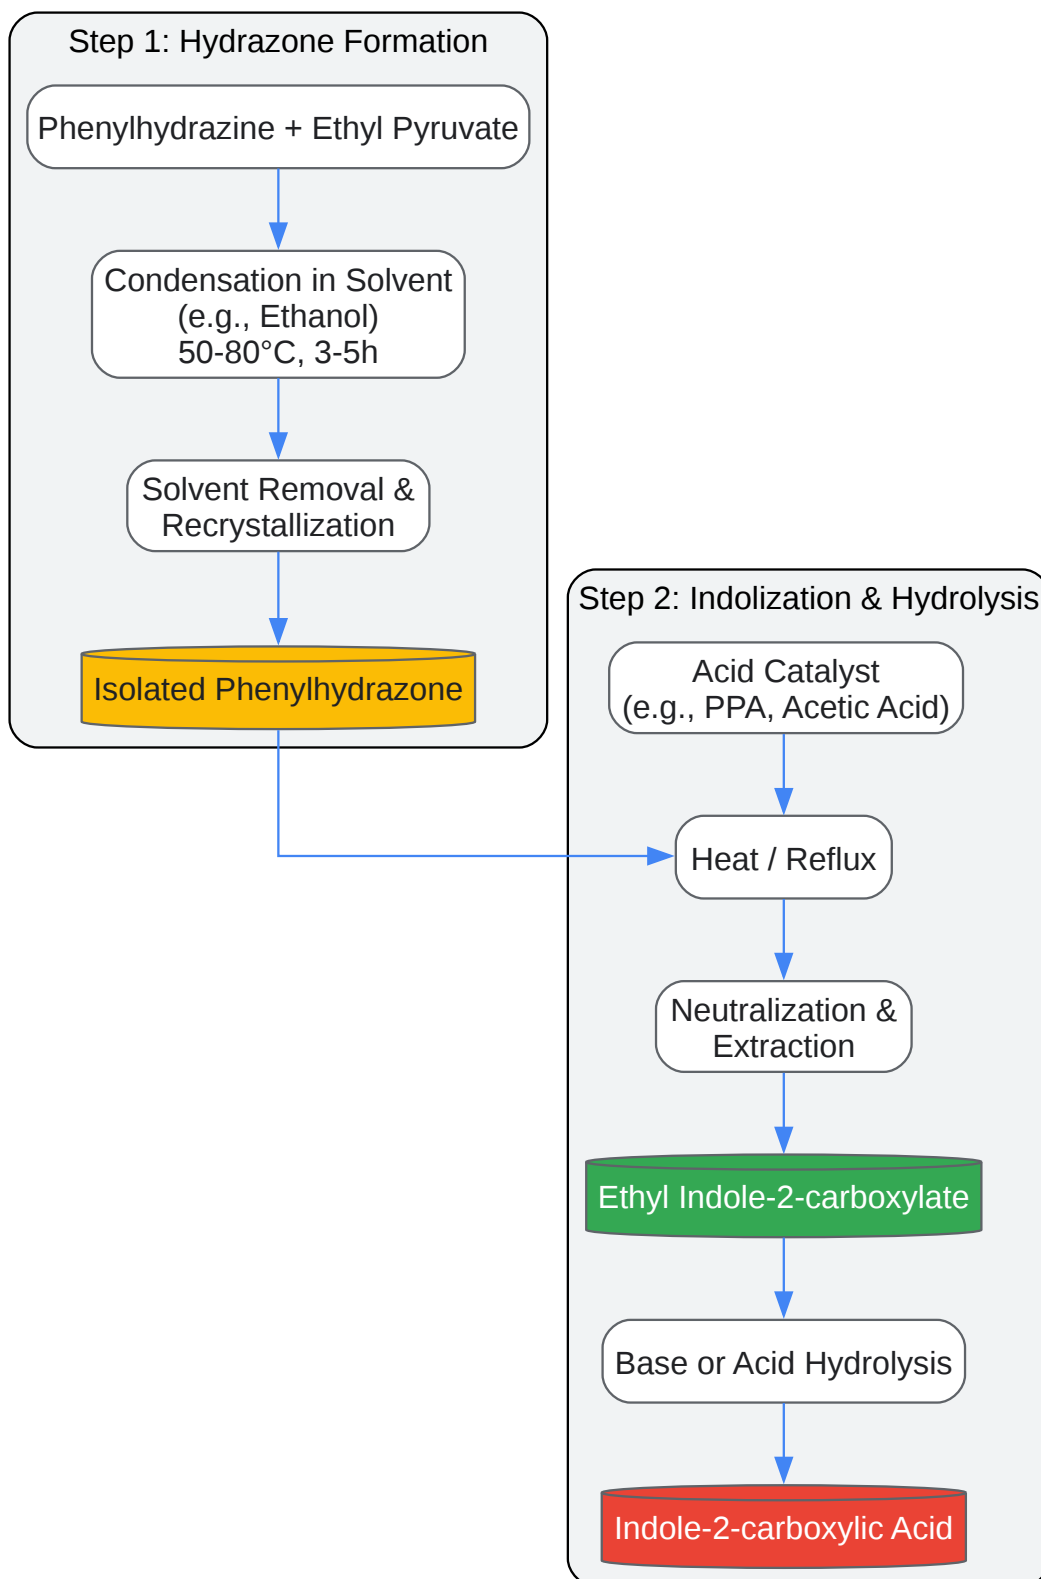 Step 1: Hydrazone Formation
Phenylhydrazine + Ethyl Pyruvate
Condensation in Solvent
(e.g., Ethanol)
50-80°C, 3-5h
Solvent Removal &
Recrystallization
Isolated Phenylhydrazone
Step 2: Indolization & Hydrolysis
Acid Catalyst
(e.g., PPA, Acetic Acid)
Heat / Reflux
Neutralization &
Extraction
Ethyl Indole-2-carboxylate
Base or Acid Hydrolysis
Indole-2-carboxylic Acid